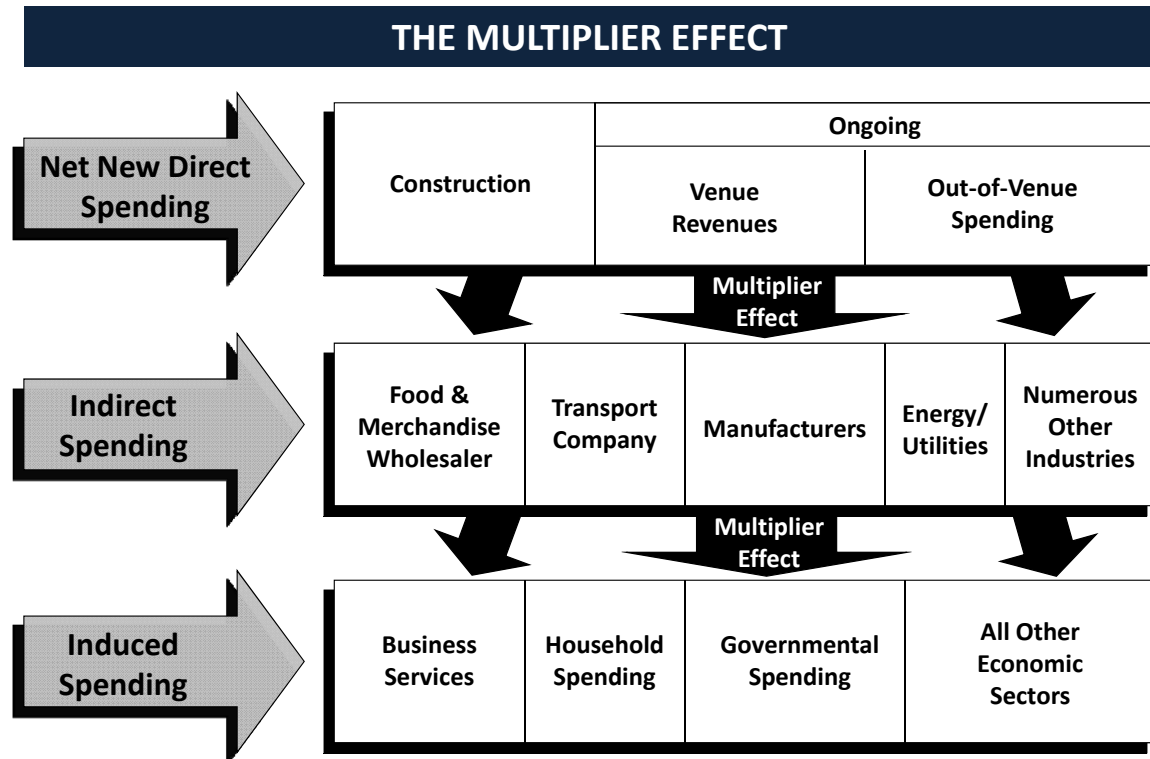 THE MULTIPLIER EFFECT
Net New Direct
Spending
Construction
Ongoing
Venue
Revenues
Out-of-Venue
Spending
Multiplier
Effect
Indirect
Spending
Food &
Merchandise
Wholesaler
Transport
Company
Manufacturers
Energy/
Utilities
Numerous
Other
Industries
Multiplier
Effect
Induced
Spending
Business
Services
Household
Spending
Governmental
Spending
All Other
Economic
Sectors